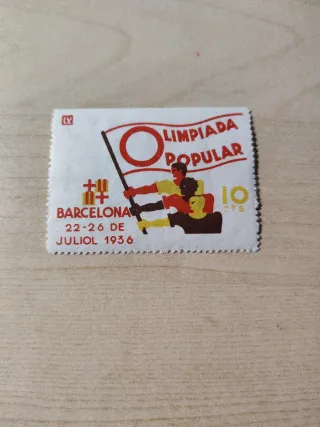 LY
OLIMPIADA
POPULAR
BARCELONA
22-26 DE
JULIOL 1936
10
CTS